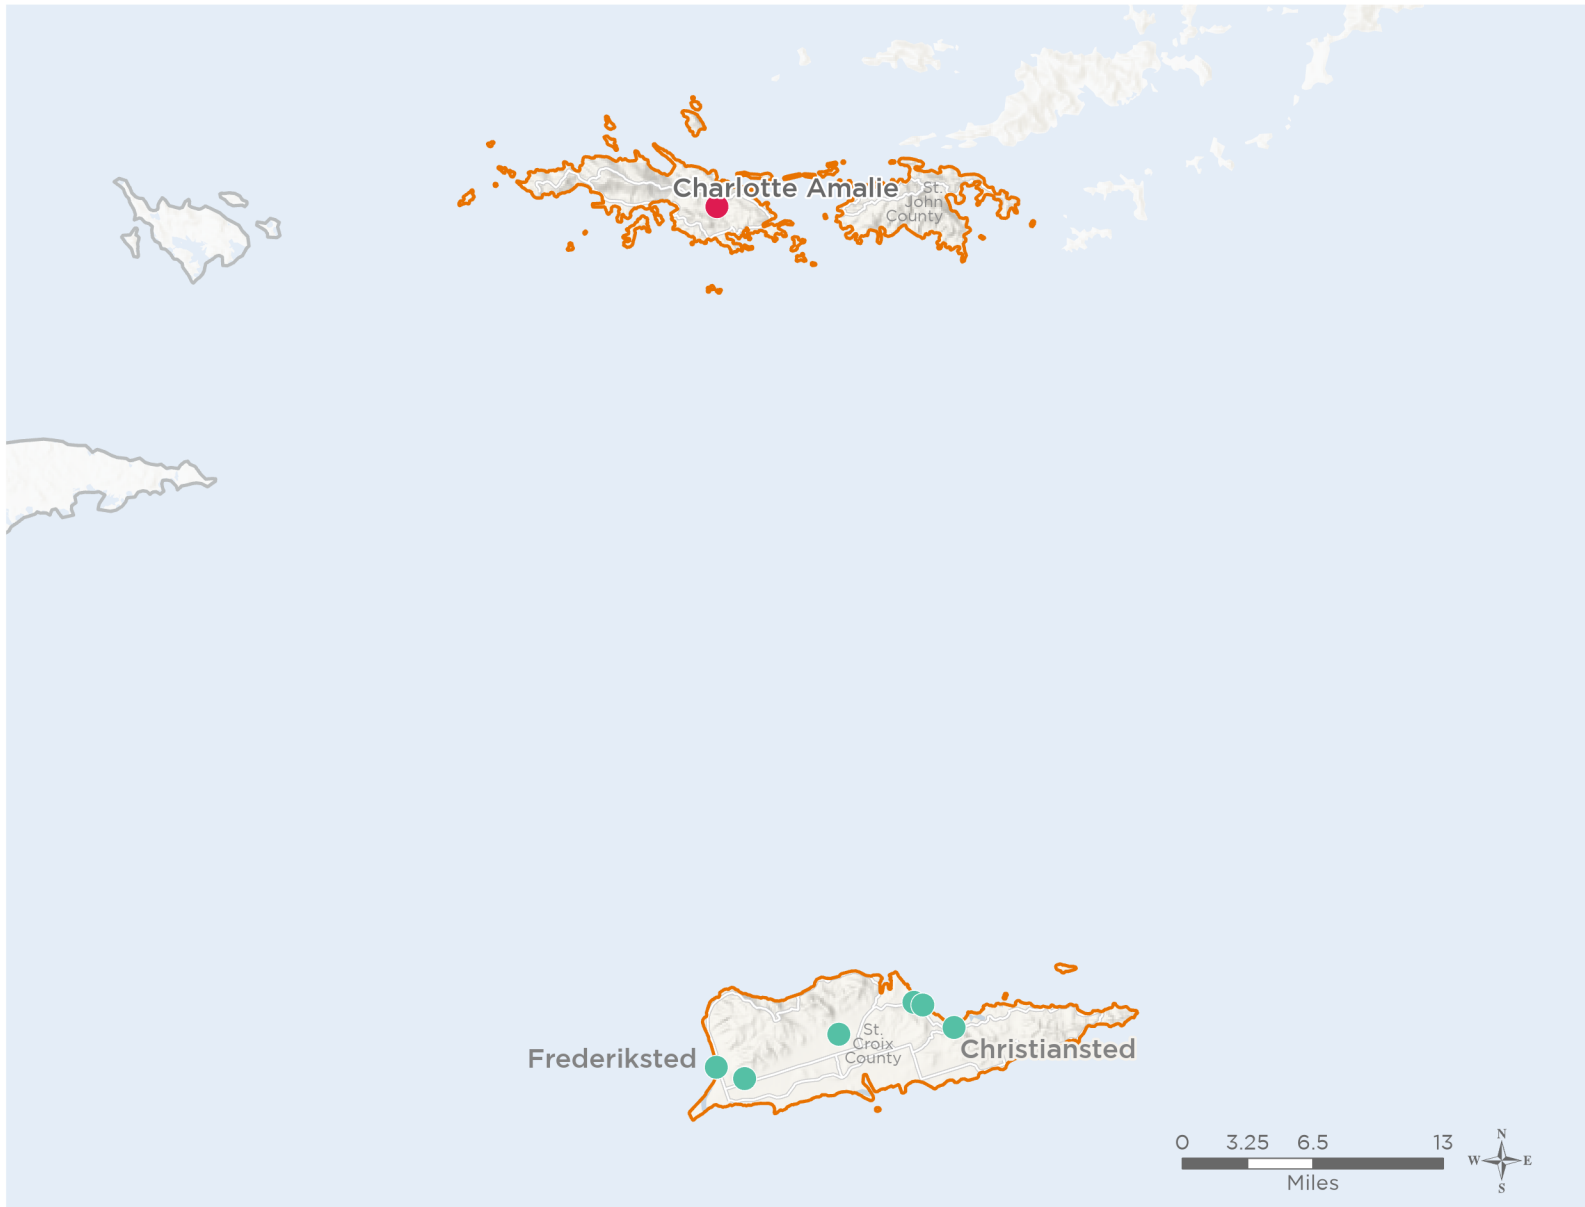 Charlotte Amalie
St.
John
County
St.
Croix
County
Frederiksted
Christiansted
0 3.25 6.5 13
Miles
N
W E
S